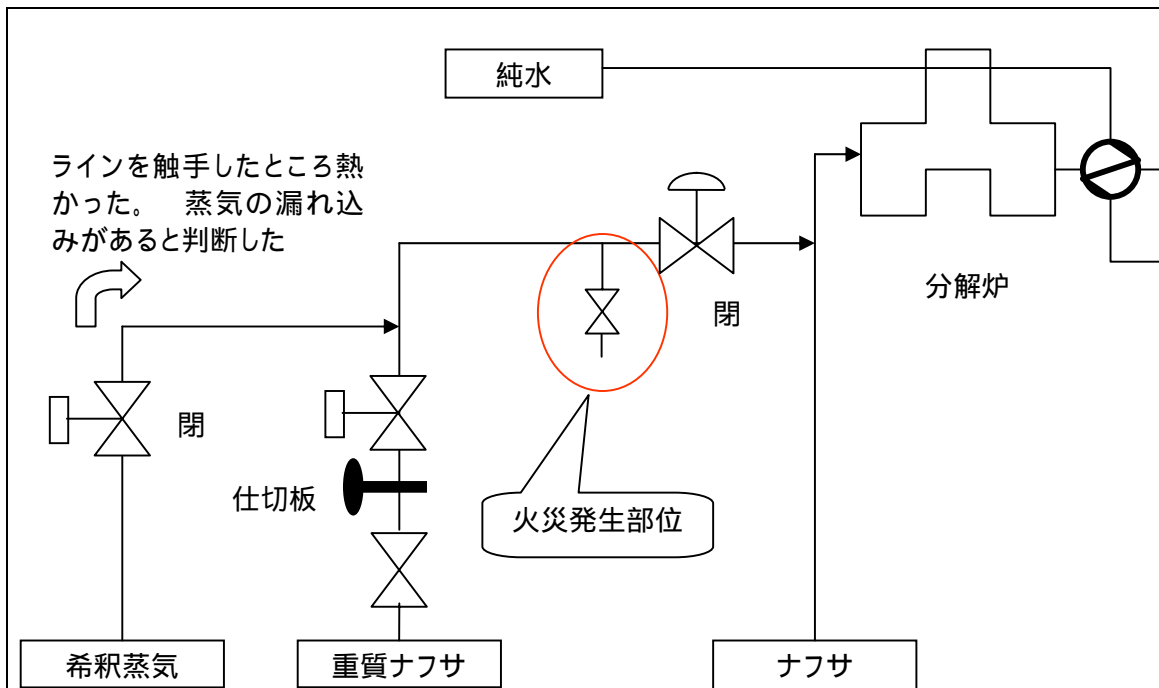 純水
ラインを触手したところ熱
かった。　蒸気の漏れ込
みがあると判断した
分解炉
閉
閉
仕切板
火災発生部位
希釈蒸気
重質ナフサ
ナフサ